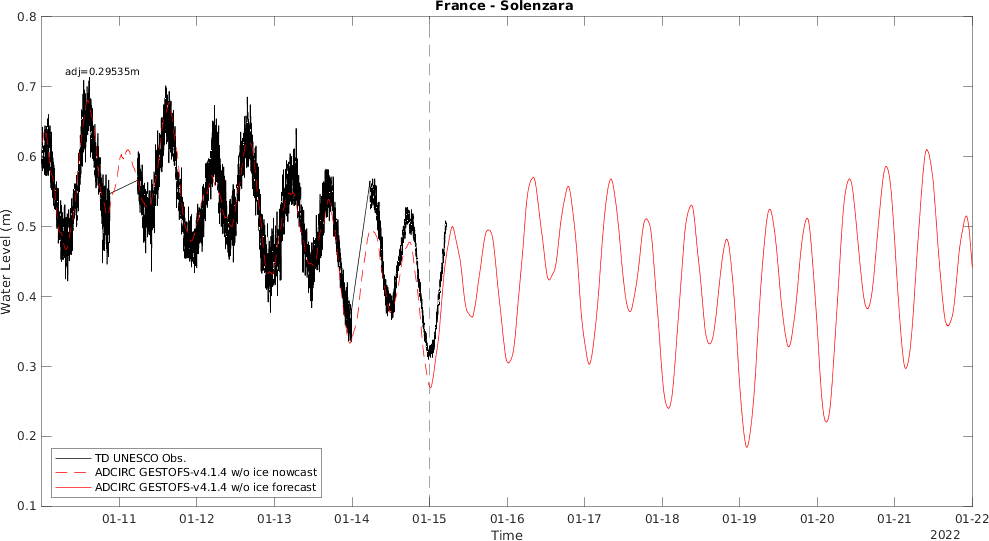 France - Solenzara
adj=0.29535m
Water Level (m)
0.8
0.7
0.6
0.5
0.4
0.3
0.2
0.1
TD UNESCO Obs.
ADCIRC GESTOFS-v4.1.4 w/o ice nowcast
ADCIRC GESTOFS-v4.1.4 w/o ice forecast
01-11 01-12 01-13 01-14 01-15 01-16 01-17 01-18 01-19 01-20 01-21 01-22
Time
2022